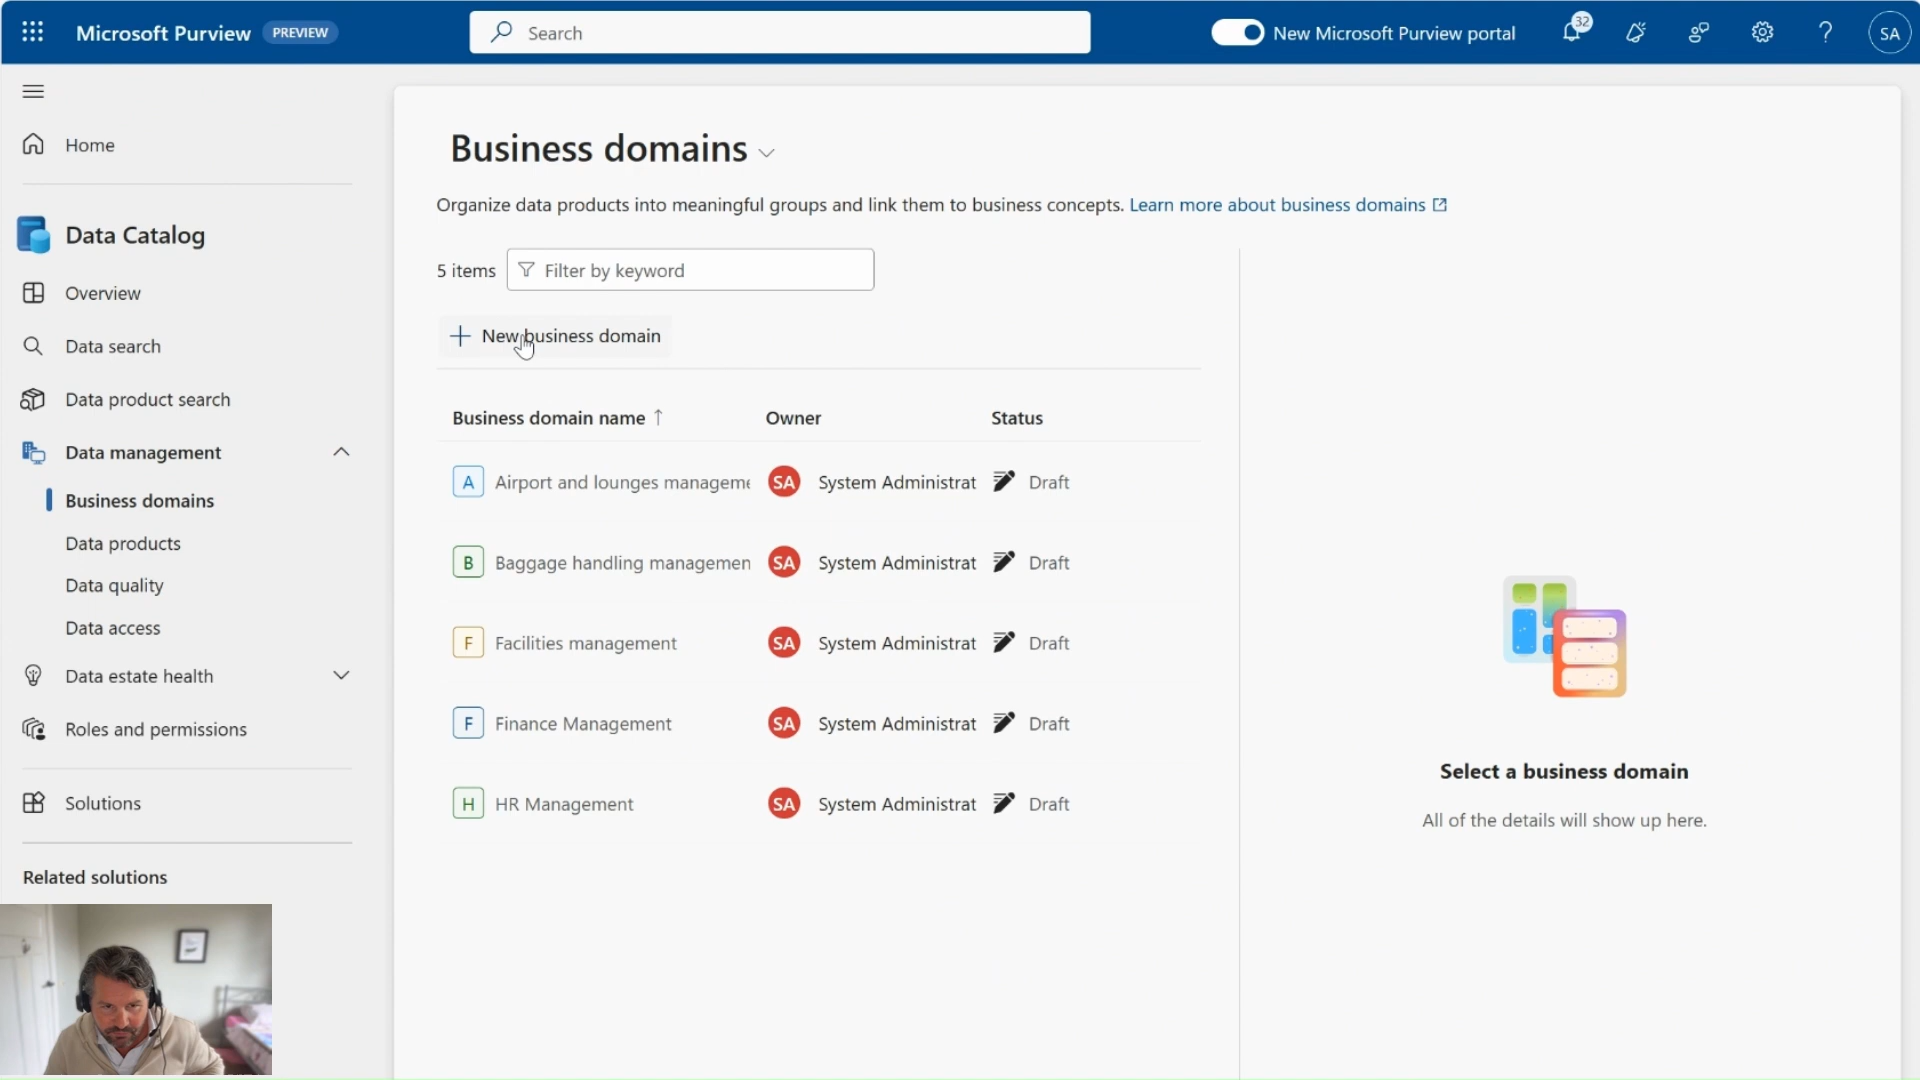 Microsoft Purview PREVIEW
Search
New Microsoft Purview portal
32
SA
Home
Data Catalog
Overview
Data search
Data product search
Data management
Business domains
Data products
Data quality
Data access
Data estate health
Roles and permissions
Solutions
Related solutions
Business domains
Organize data products into meaningful groups and link them to business concepts. Learn more about business domains
5 items Filter by keyword
New business domain
Business domain name ↑ Owner Status
A Airport and lounges manageme SA System Administrat Draft
B Baggage handling managemen SA System Administrat Draft
F Facilities management SA System Administrat Draft
F Finance Management SA System Administrat Draft
H HR Management SA System Administrat Draft
Select a business domain
All of the details will show up here.